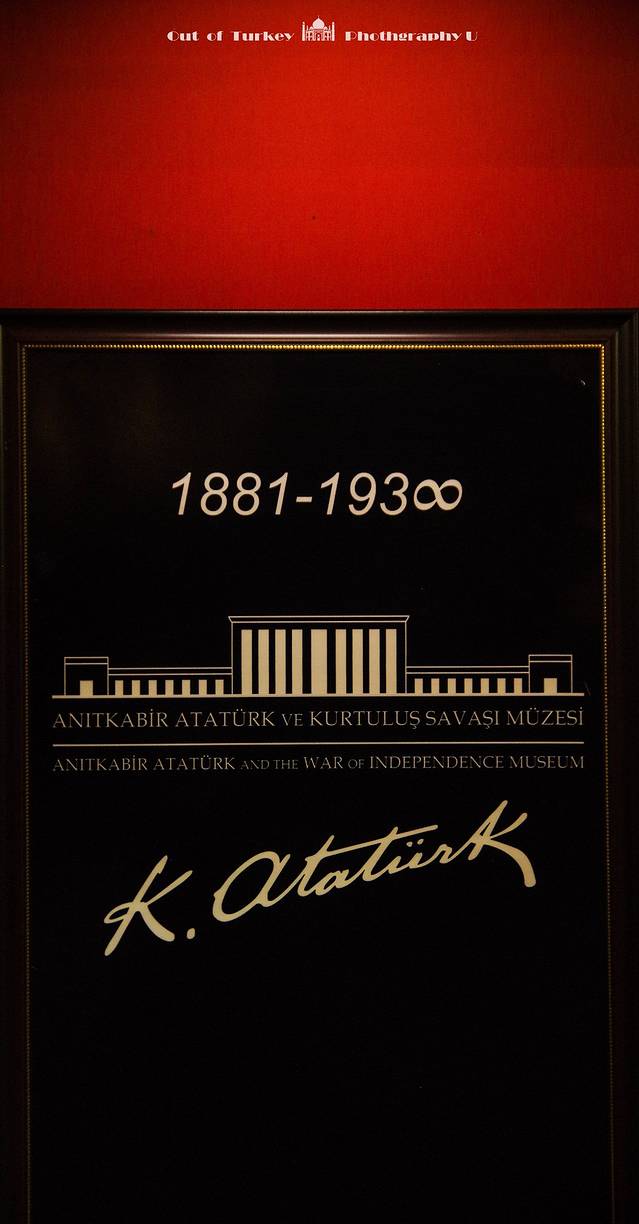 Out of Turkey Phothgraphy U
1881-193∞
ANITKABİR ATATÜRK VE KURTULUŞ SAVAŞI MÜZESİ
ANITKABİR ATATÜRK AND THE WAR OF INDEPENDENCE MUSEUM
K. Atatürk